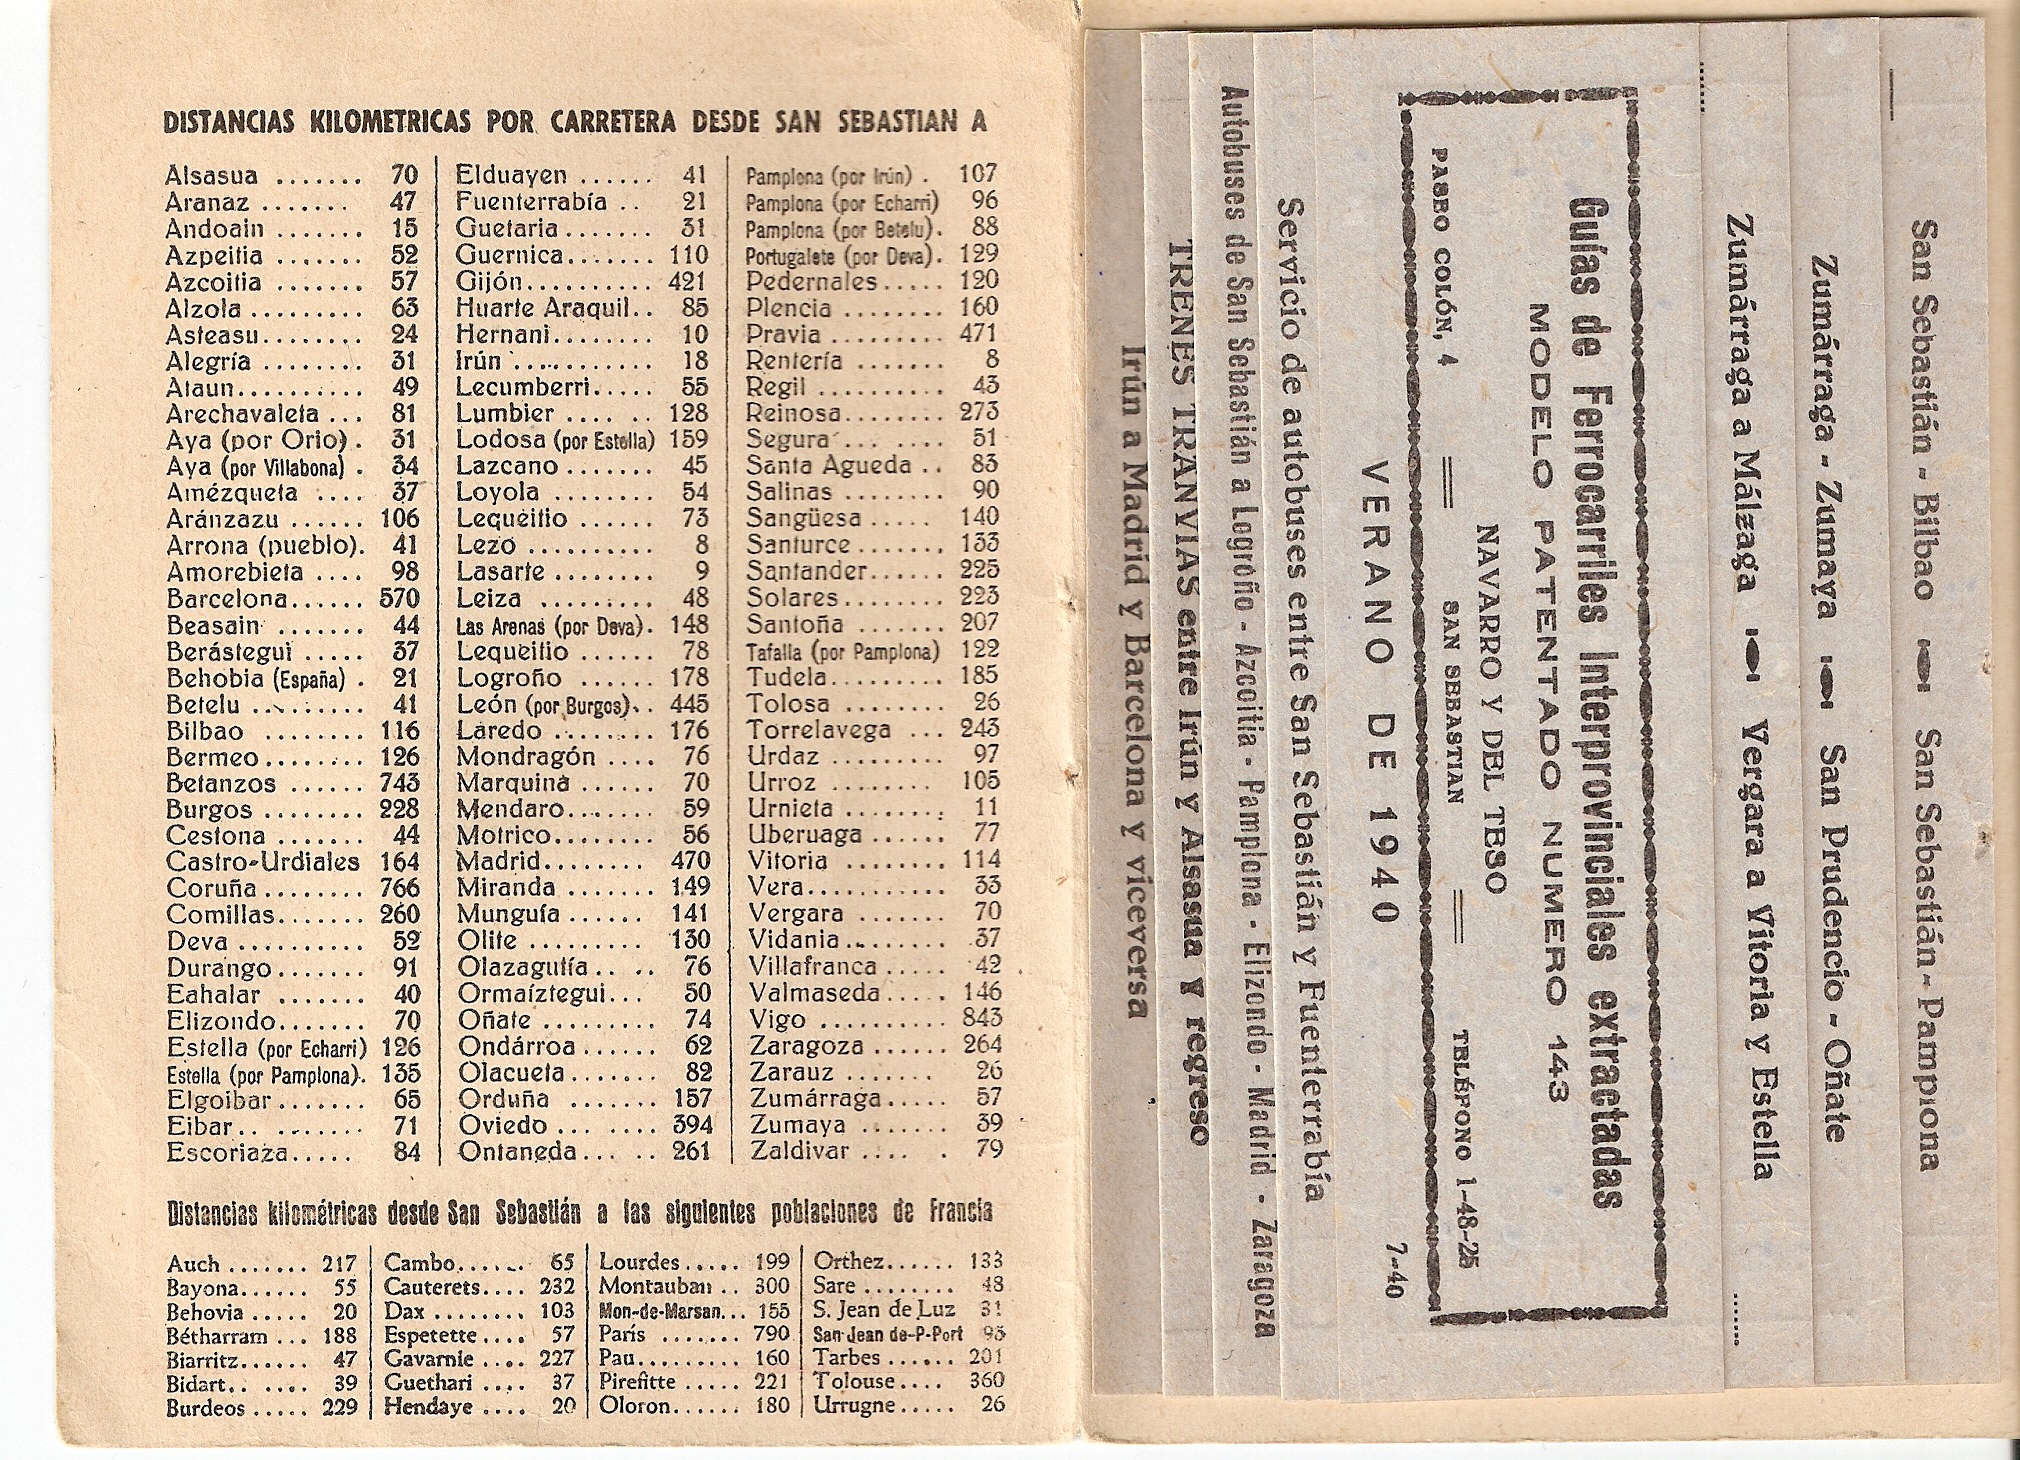 DISTANCIAS KILOMETRICAS POR CARRETERA DESDE SAN SEBASTIAN A
Alsasua ....... 70
Aranaz ....... 47
Andoain ....... 15
Azpeitia ...... 52
Azcoitia ....... 57
Alzola ......... 63
Asteasu........ 24
Alegría ........ 31
Ataun.......... 49
Arechavaleta ... 81
Aya (por Orio) . 31
Aya (por Villabona) . 34
Amézqueta .... 37
Aránzazu ...... 106
Arrona (pueblo). 41
Amorebieta .... 98
Barcelona...... 570
Beasain ....... 44
Berástegui ..... 37
Behobia (España) . 21
Betelu ......... 41
Bilbao ........ 116
Bermeo........ 126
Betanzos ...... 743
Burgos ........ 228
Cestona ....... 44
Castro-Urdiales 164
Coruña ........ 766
Comillas....... 260
Deva .......... 52
Durango....... 91
Eahalar ....... 40
Elizondo....... 70
Estella (por Echarri) 126
Estella (por Pamplona). 135
Elgoibar ....... 65
Eibar.. ........ 71
Escoriaza..... 84
Elduayen ...... 41
Fuenterrabía .. 21
Guetaria....... 31
Guernica....... 110
Gijón.......... 421
Huarte Araquil.. 85
Hernani........ 10
Irún .......... 18
Lecumberri..... 55
Lumbier ....... 128
Lodosa (por Estella) 159
Lazcano ....... 45
Loyola ........ 54
Lequeitio ...... 73
Lezo .......... 8
Lasarte ........ 9
Leiza ......... 48
Las Arenas (por Deva). 148
Lequeitio ...... 78
Logroño ...... 178
León (por Burgos).. 445
Laredo ........ 176
Mondragón .... 76
Marquina ...... 70
Mendaro....... 59
Motrico........ 56
Madrid........ 470
Miranda ....... 149
Munguía ...... 141
Olite ......... 130
Olazagutía.. .. 76
Ormaíztegui... 50
Oñate ......... 74
Ondárroa...... 62
Olacueta....... 82
Orduña ....... 157
Oviedo ... .... 394
Ontaneda... .. 261
Pamplona (por Irún) . 107
Pamplona (por Echarri) 96
Pamplona (por Betelu). 88
Portugalete (por Deva). 129
Pedernales..... 120
Plencia ........ 160
Pravia ........ 471
Rentería ...... 8
Regil .......... 43
Reinosa........ 273
Segura ... .... 51
Santa Agueda .. 83
Salinas ........ 90
Sangüesa ..... 140
Santurce ....... 133
Santander...... 225
Solares........ 223
Santoña ....... 207
Tafalla (por Pamplona) 122
Tudela......... 185
Tolosa ........ 26
Torrelavega ... 243
Urdaz ........ 97
Urroz ........ 105
Urnieta ....... 11
Uberuaga ...... 77
Vitoria ........ 114
Vera........... 33
Vergara ....... 70
Vidania........ 37
Villafranca ..... 42
Valmaseda..... 146
Vigo .......... 843
Zaragoza ...... 264
Zarauz ....... 26
Zumárraga..... 57
Zumaya ....... 39
Zaldivar .... . 79
Distancias kilométricas desde San Sebastián a las siguientes poblaciones de Francia
Auch ....... 217
Bayona...... 55
Behovia ..... 20
Bétharram ... 188
Biarritz...... 47
Bidart.. .... 39
Burdeos ..... 229
Cambo...... 65
Cauterets.... 232
Dax ........ 103
Espetette .... 57
Gavarnie .... 227
Guethari .... 37
Hendaye .... 20
Lourdes ..... 199
Montauban .. 300
Mon-de-Marsan... 155
París ....... 790
Pau......... 160
Pirefitte ..... 221
Oloron...... 180
Orthez...... 133
Sare ........ 48
S. Jean de Luz 31
San Jean de-P-Port
Tarbes ...... 201
Tolouse.... 360
Urrugne..... 26
San Sebastián - Bilbao San Sebastián - Pamplona
Zumárraga - Zumaya San Prudencio - Oñate
Zumárraga a Málzaga Vergara a Vitoria y Estella
Guías de Ferrocarriles Interprovinciales extractadas
MODELO PATENTADO NUMERO 143
NAVARRO Y DEL TESO
PASEO COLÓN, 4 SAN SEBASTIAN TELÉFONO 1-48-25
VERANO DE 1940
7-40
Servicio de autobuses entre San Sebastián y Fuenterrabía
Autobuses de San Sebastián a Logroño - Azcoitia - Pamplona - Elizondo - Madrid - Zaragoza
TRENES TRANVIAS entre Irún y Alsasua y regreso
Irún a Madrid y Barcelona y viceversa